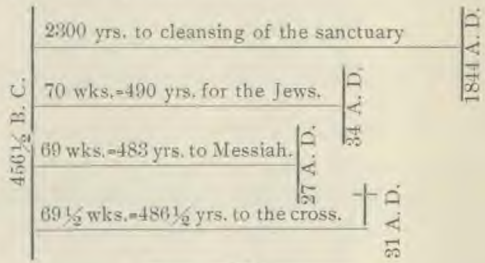 456½ B. C.
2300 yrs. to cleansing of the sanctuary
1844 A. D.
70 wks.=490 yrs. for the Jews.
34 A. D.
69 wks.=483 yrs. to Messiah.
27 A. D.
69½ wks.=486½ yrs. to the cross.
31 A. D.